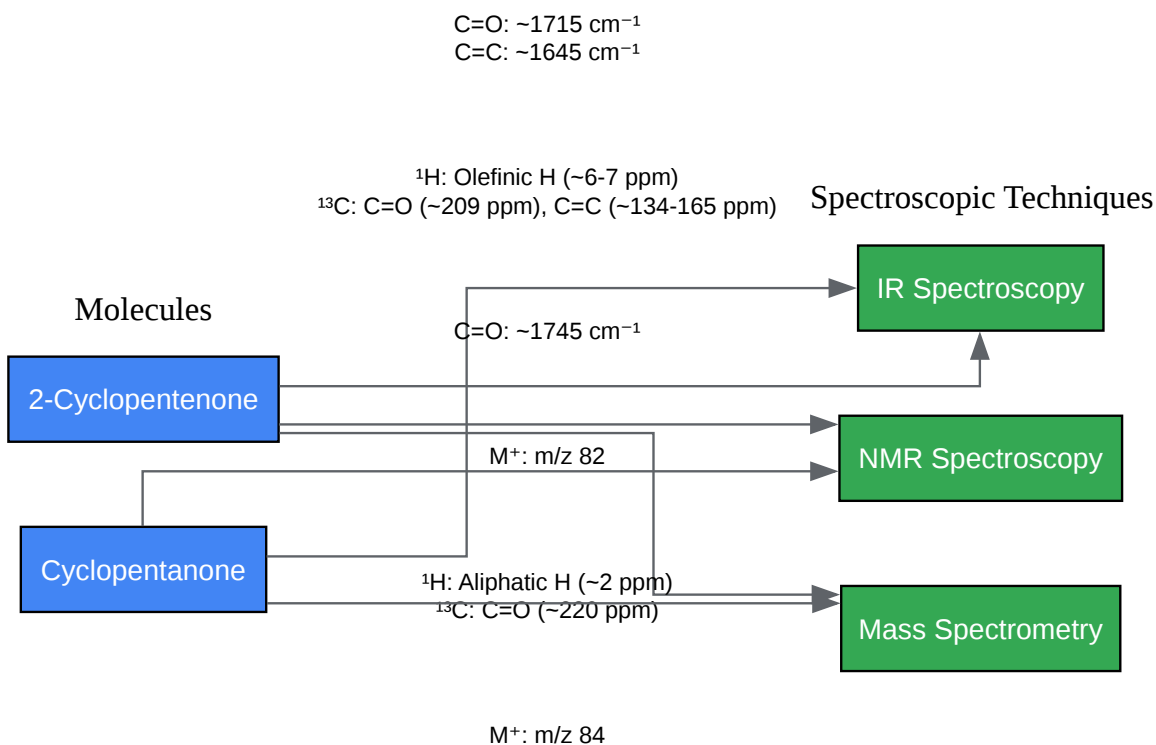 C=O: ~1715 cm⁻¹
C=C: ~1645 cm⁻¹
¹H: Olefinic H (~6-7 ppm)
¹³C: C=O (~209 ppm), C=C (~134-165 ppm)
Spectroscopic Techniques
IR Spectroscopy
Molecules
C=O: ~1745 cm⁻¹
2-Cyclopentenone
NMR Spectroscopy
M⁺: m/z 82
Cyclopentanone
¹H: Aliphatic H (~2 ppm)
¹³C: C=O (~220 ppm)
Mass Spectrometry
M⁺: m/z 84